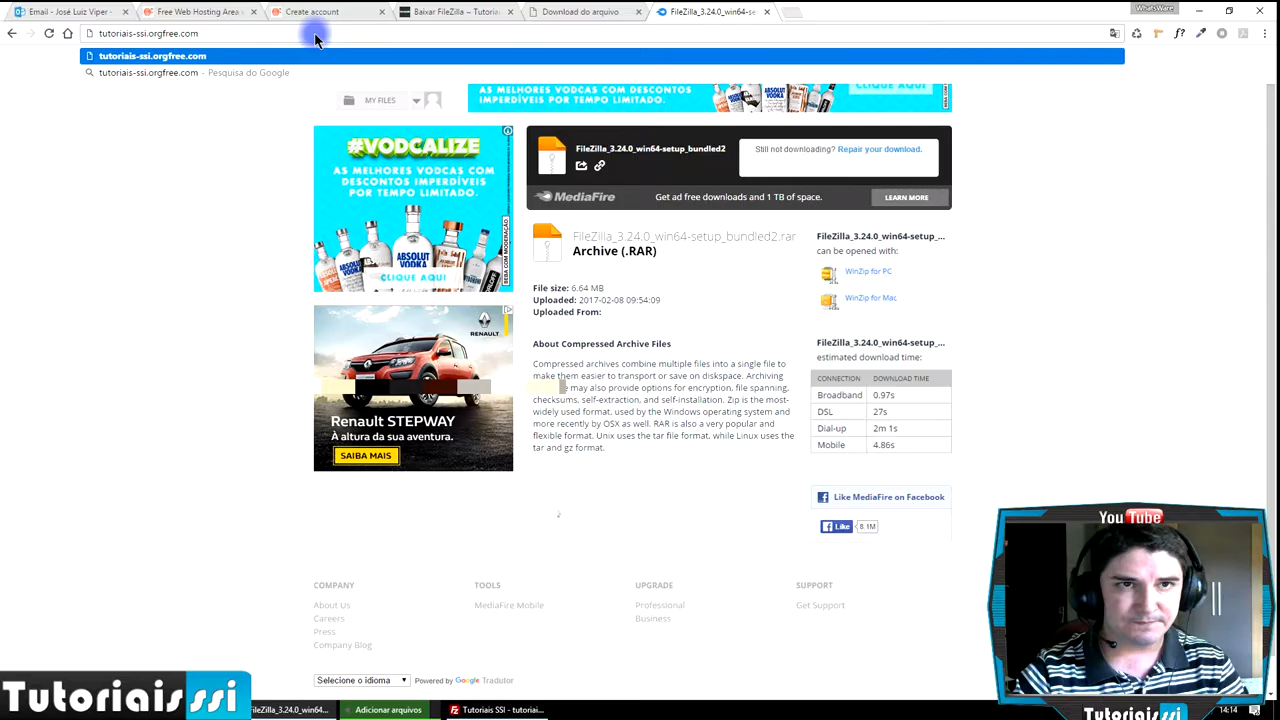 Email - José Luiz Viper -
Free Web Hosting Area
Create account
Baixar FileZilla – Tutoria
Download do arquivo
FileZilla_3.24.0_win64-se
WhatsWare
tutoriais-ssi.orgfree.com
tutoriais-ssi.orgfree.com
tutoriais-ssi.orgfree.com - Pesquisa do Google
MY FILES
AS MELHORES VODCAS COM
DESCONTOS IMPERDÍVEIS
POR TEMPO LIMITADO.
CLIQUE AQUI
#VODCALIZE
AS MELHORES VODCAS COM
DESCONTOS IMPERDÍVEIS
POR TEMPO LIMITADO.
ABSOLUT
VODKA
CLIQUE AQUI
BEBA COM MODERAÇÃO.
FileZilla_3.24.0_win64-setup_bundled2
Still not downloading? Repair your download.
MediaFire
Get ad free downloads and 1 TB of space.
LEARN MORE
FileZilla_3.24.0_win64-setup_bundled2.rar
Archive (.RAR)
File size: 6.64 MB
Uploaded: 2017-02-08 09:54:09
Uploaded From:
About Compressed Archive Files
Compressed archives combine multiple files into a single file to
make them easier to transport or save on diskspace. Archiving
may also provide options for encryption, file spanning,
checksums, self-extraction, and self-installation. Zip is the most-
widely used format, used by the Windows operating system and
more recently by OSX as well. RAR is also a very popular and
flexible format. Unix uses the tar file format, while Linux uses the
tar and gz format.
FileZilla_3.24.0_win64-setup_...
can be opened with:
WinZip for PC
WinZip for Mac
FileZilla_3.24.0_win64-setup_...
estimated download time:
CONNECTION DOWNLOAD TIME
Broadband 0.97s
DSL 27s
Dial-up 2m 1s
Mobile 4.86s
RENAULT
Renault STEPWAY
A altura da sua aventura.
SAIBA MAIS
Like MediaFire on Facebook
Like 8.1M
COMPANY
About Us
Careers
Press
Company Blog
TOOLS
MediaFire Mobile
UPGRADE
Professional
Business
SUPPORT
Get Support
Selecione o idioma
Powered by Google Tradutor
YouTube
Tutoriais SSI
FileZilla_3.24.0_win64...
Adicionar arquivos
Tutoriais SSI - tutori...
Tutoriais SSI
14:14